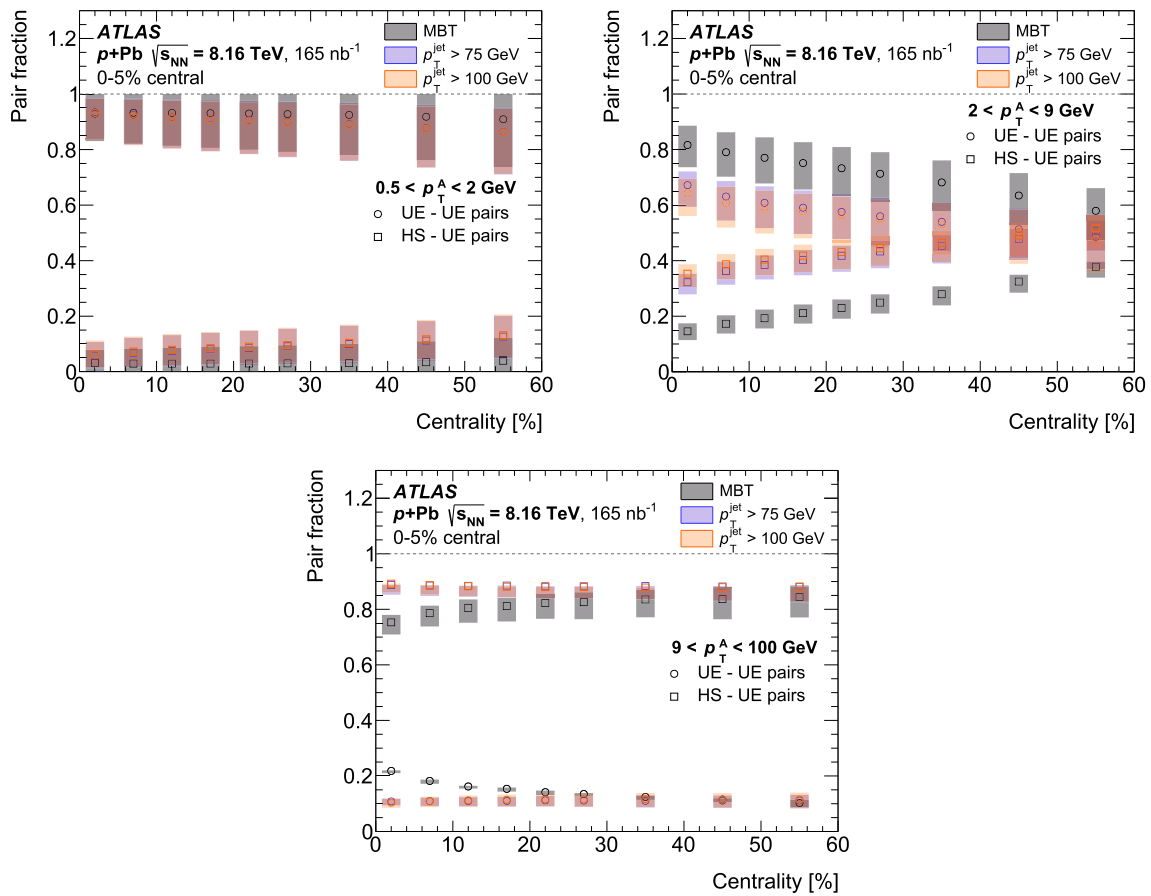 Pair fraction
1.2
1
0.8
0.6
0.4
0.2
0
ATLAS
p+Pb √sNN = 8.16 TeV, 165 nb⁻¹
0-5% central
MBT
pTjet > 75 GeV
pTjet > 100 GeV
0.5 < pTA < 2 GeV
UE - UE pairs
HS - UE pairs
0 10 20 30 40 50 60
Centrality [%]
Pair fraction
1.2
1
0.8
0.6
0.4
0.2
0
ATLAS
p+Pb √sNN = 8.16 TeV, 165 nb⁻¹
0-5% central
MBT
pTjet > 75 GeV
pTjet > 100 GeV
2 < pTA < 9 GeV
UE - UE pairs
HS - UE pairs
0 10 20 30 40 50 60
Centrality [%]
Pair fraction
1.2
1
0.8
0.6
0.4
0.2
0
ATLAS
p+Pb √sNN = 8.16 TeV, 165 nb⁻¹
0-5% central
MBT
pTjet > 75 GeV
pTjet > 100 GeV
9 < pTA < 100 GeV
UE - UE pairs
HS - UE pairs
0 10 20 30 40 50 60
Centrality [%]